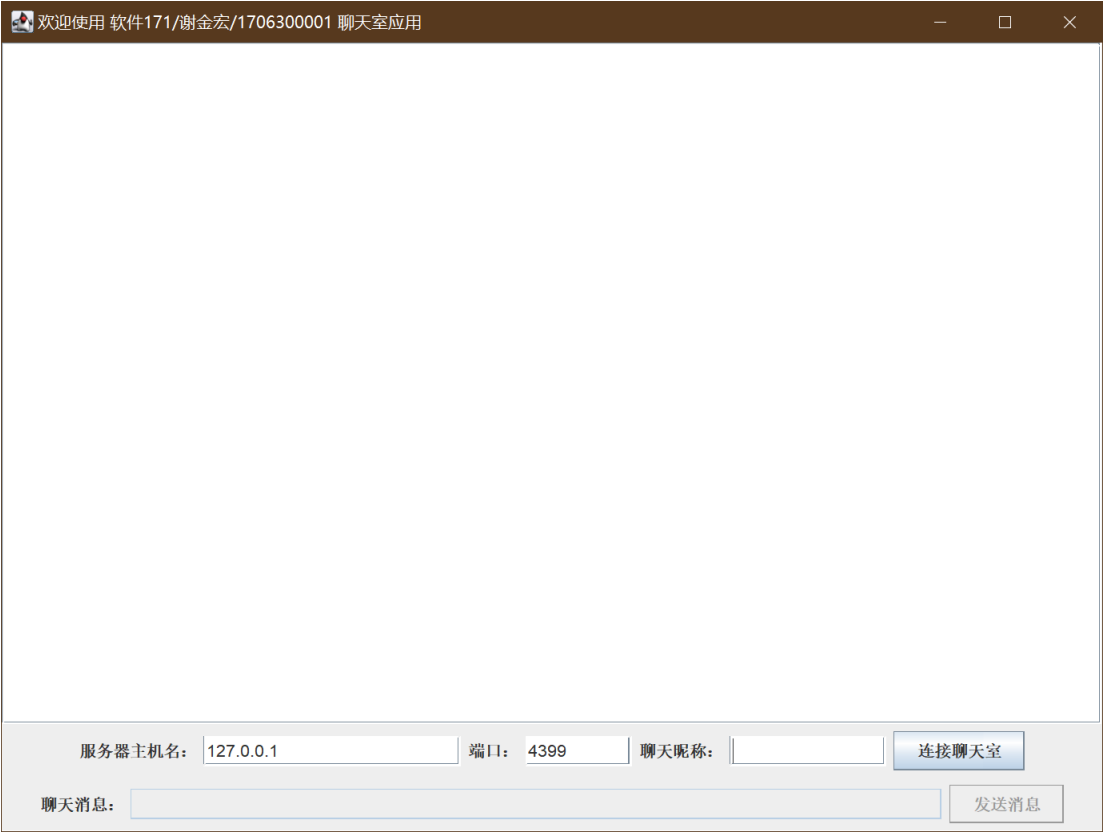 欢迎使用 软件171/谢金宏/1706300001 聊天室应用
服务器主机名： 127.0.0.1 端口： 4399 聊天昵称： 连接聊天室
聊天消息： 发送消息